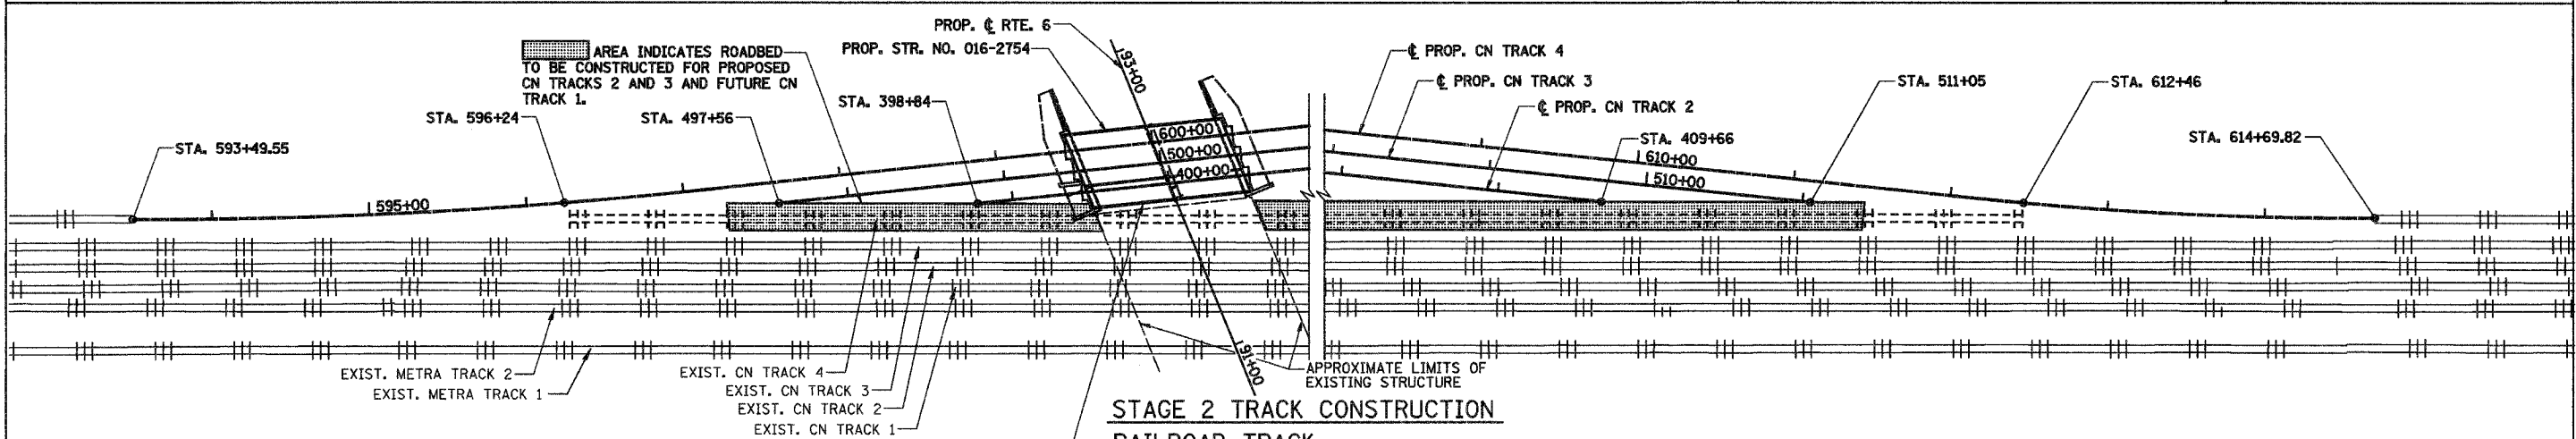 PROP. ℄ RTE. 6
PROP. STR. NO. 016-2754
AREA INDICATES ROADBED
TO BE CONSTRUCTED FOR PROPOSED
CN TRACKS 2 AND 3 AND FUTURE CN
TRACK 1.
193+00
℄ PROP. CN TRACK 4
℄ PROP. CN TRACK 3
℄ PROP. CN TRACK 2
STA. 511+05
STA. 612+46
STA. 593+49.55
STA. 596+24
STA. 497+56
STA. 398+84
600+00
500+00
400+00
STA. 409+66
STA. 614+69.82
595+00
610+00
510+00
191+00
EXIST. METRA TRACK 2
EXIST. METRA TRACK 1
EXIST. CN TRACK 4
EXIST. CN TRACK 3
EXIST. CN TRACK 2
EXIST. CN TRACK 1
APPROXIMATE LIMITS OF
EXISTING STRUCTURE
STAGE 2 TRACK CONSTRUCTION
RAILROAD TRACK